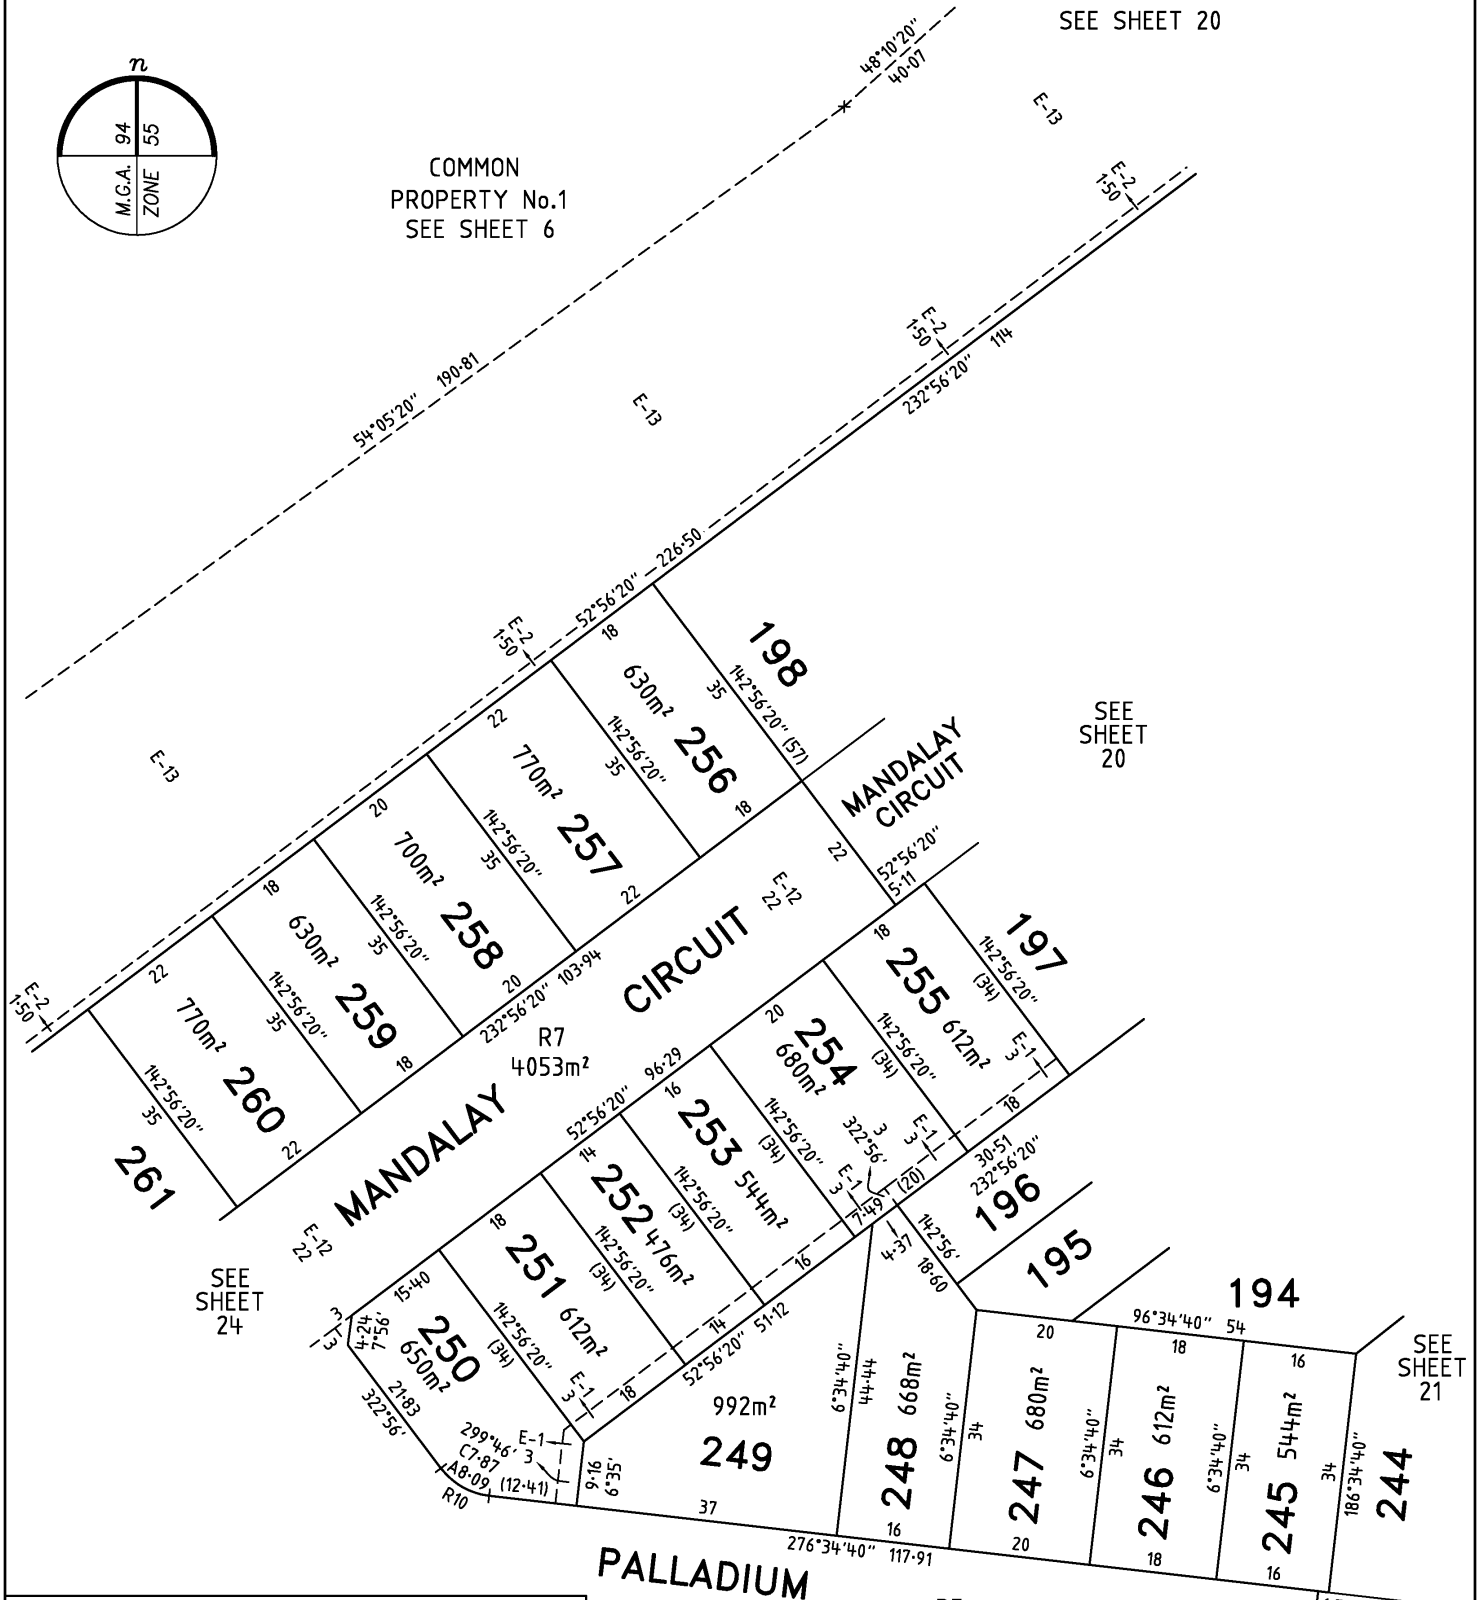 SEE SHEET 20
48°10'20"
40·07
n
94
55
M.G.A.
ZONE
E-13
COMMON
PROPERTY No.1
SEE SHEET 6
E-2
1·50
E-2
1·50
114
232°56'20"
190·81
54°05'20"
E-13
226·50
52°56'20"
E-2
1·50
18
198
630m²
35
142°56'20" (57)
256
22
142°56'20"
35
18
SEE
SHEET
20
MANDALAY
CIRCUIT
E-13
770m²
257
20
142°56'20"
35
22
22
52°56'20"
5·11
700m²
258
18
142°56'20"
35
20
E-12
22
CIRCUIT
18
197
142°56'20"
(34)
630m²
259
22
142°56'20"
35
18
103·94
232°56'20"
255
612m²
E-2
1·50
770m²
260
142°56'20"
35
22
R7
4053m²
20
254
680m²
142°56'20"
(34)
E-1
3
18
261
MANDALAY
96·29
52°56'20"
16
253
544m²
142°56'20"
(34)
3
322°56'
E-1
3
(20)
30·51
232°56'20"
196
14
252
476m²
142°56'20"
(34)
E-1
3
7·49
4·37
142°56'
18·60
195
E-12
22
18
251
612m²
142°56'20"
(34)
16
SEE
SHEET
24
15·40
3
3
4·24
7°56'
250
650m²
142°56'20"
(34)
14
51·12
52°56'20"
194
96°34'40" 54
20
18
16
SEE
SHEET
21
21·83
322°56'
E-1
3
18
992m²
249
6°34'40"
44·44
668m²
248
6°34'40"
34
680m²
247
6°34'40"
34
612m²
246
6°34'40"
34
544m²
245
34
186°34'40"
244
299°46'
C7·87
A8·09
R10
E-1
3
(12·41)
9·16
6°35'
37
16
20
18
16
276°34'40" 117·91
PALLADIUM